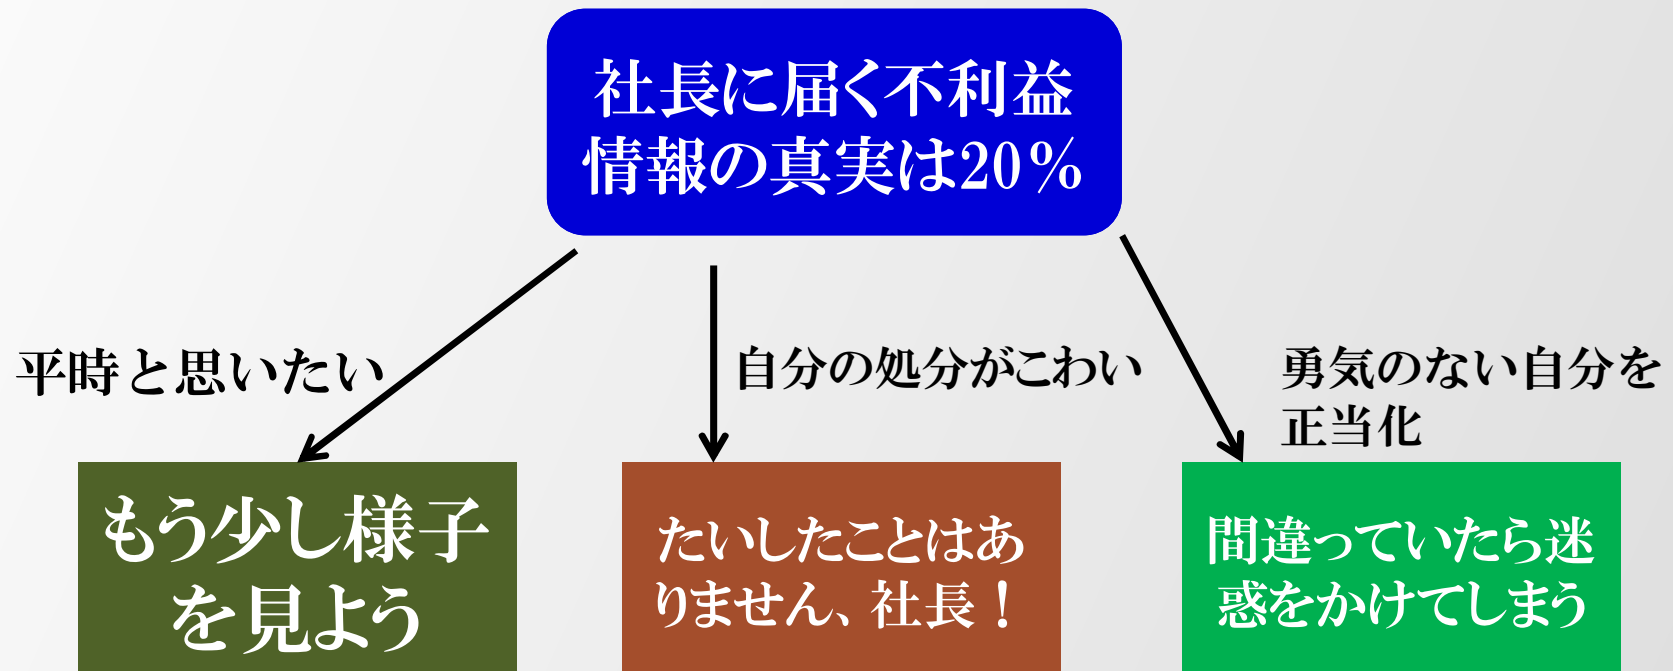 社長に届く不利益
情報の真実は20％
平時と思いたい
自分の処分がこわい
勇気のない自分を
正当化
もう少し様子
を見よう
たいしたことはあ
りません、社長！
間違っていたら迷
惑をかけてしまう